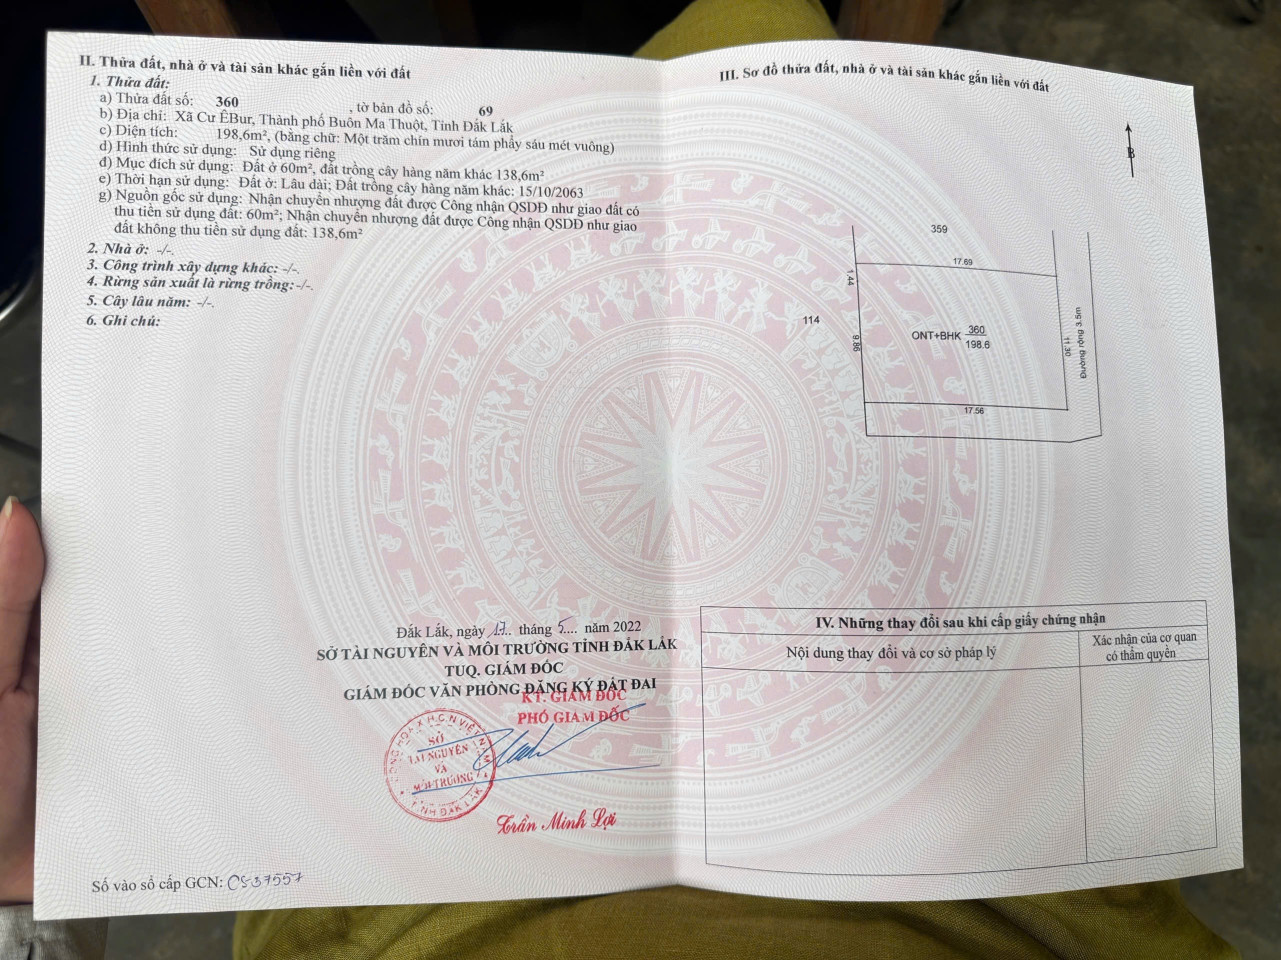 II. Thửa đất, nhà ở và tài sản khác gắn liền với đất
1. Thửa đất:
a) Thửa đất số: 360 , tờ bản đồ số: 69
b) Địa chỉ: Xã Cư ÊBur, Thành phố Buôn Ma Thuột, Tỉnh Đắk Lắk
c) Diện tích: 198,6m², (bằng chữ: Một trăm chín mươi tám phẩy sáu mét vuông)
d) Hình thức sử dụng: Sử dụng riêng
đ) Mục đích sử dụng: Đất ở 60m², đất trồng cây hàng năm khác 138,6m²
e) Thời hạn sử dụng: Đất ở: Lâu dài; Đất trồng cây hàng năm khác: 15/10/2063
g) Nguồn gốc sử dụng: Nhận chuyển nhượng đất được Công nhận QSDĐ như giao đất có
thu tiền sử dụng đất: 60m²; Nhận chuyển nhượng đất được Công nhận QSDĐ như giao
đất không thu tiền sử dụng đất: 138,6m²
2. Nhà ở: -/-.
3. Công trình xây dựng khác: -/-.
4. Rừng sản xuất là rừng trồng:-/-.
5. Cây lâu năm: -/-.
6. Ghi chú:
Đắk Lắk, ngày 17 tháng 5 năm 2022
SỞ TÀI NGUYÊN VÀ MÔI TRƯỜNG TỈNH ĐẮK LẮK
TUQ. GIÁM ĐỐC
GIÁM ĐỐC VĂN PHÒNG ĐĂNG KÝ ĐẤT ĐAI
KT. GIÁM ĐỐC
PHÓ GIÁM ĐỐC
SỞ
TÀI NGUYÊN
VÀ
MÔI TRƯỜNG
TỈNH ĐẮK LẮK
Trần Minh Lợi
Số vào sổ cấp GCN: CS37557
III. Sơ đồ thửa đất, nhà ở và tài sản khác gắn liền với đất
B
359
17.69
1.44
114
9.86
ONT+BHK 360
198.6
11.30
Đường rộng 3.5m
17.56
IV. Những thay đổi sau khi cấp giấy chứng nhận
Nội dung thay đổi và cơ sở pháp lý
Xác nhận của cơ quan
có thẩm quyền